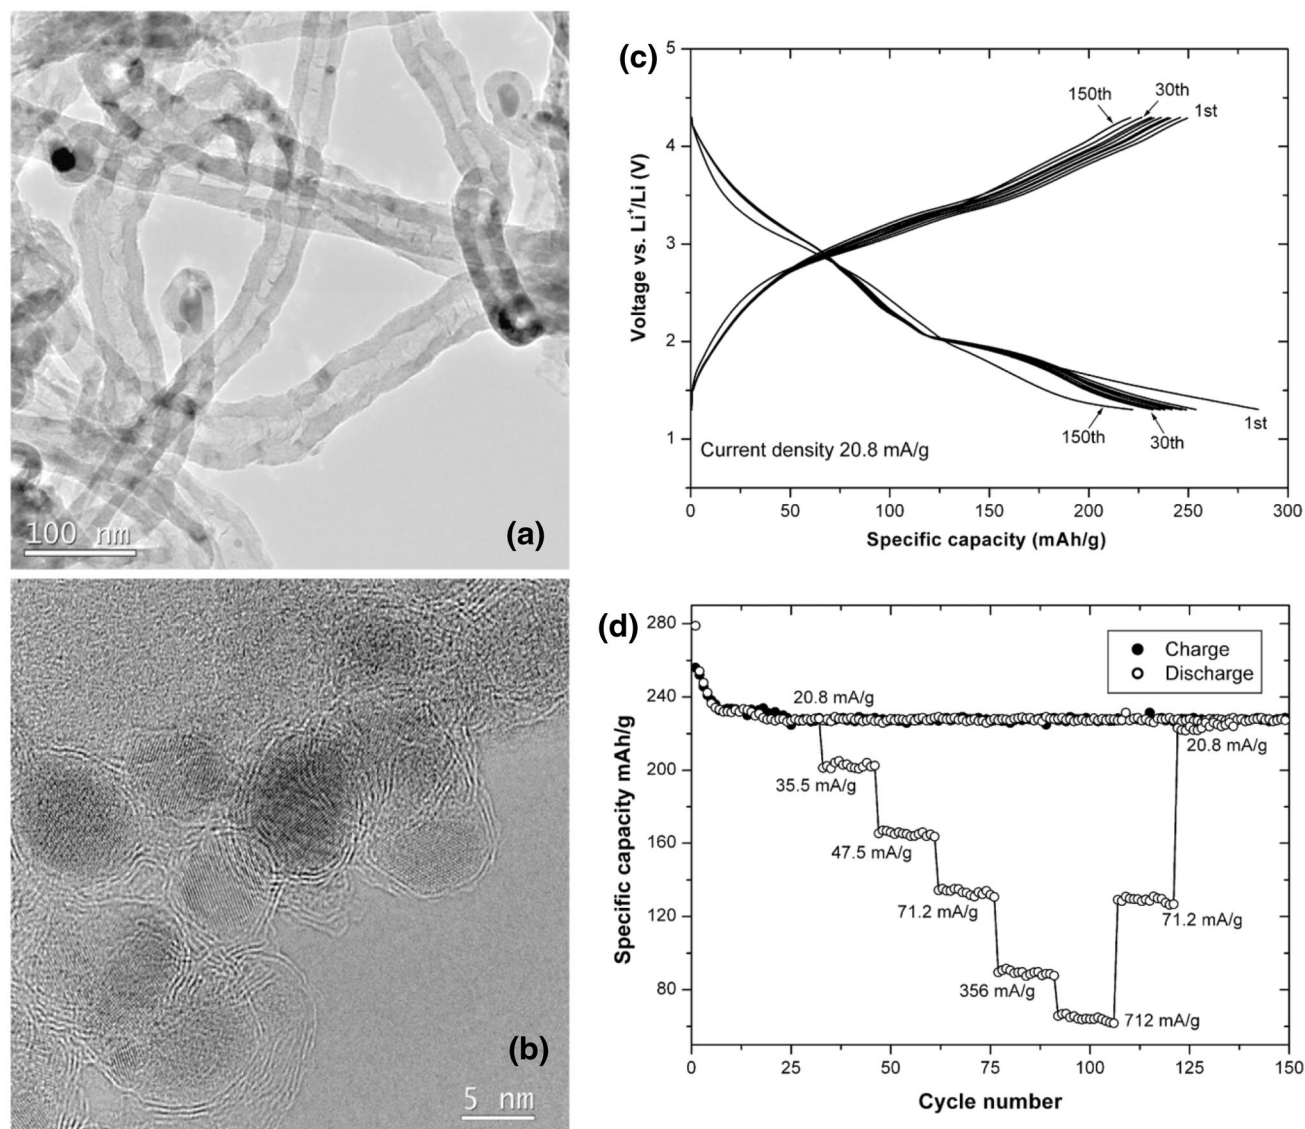 100 nm
(a)
5 nm
(b)
(c)
5
4
3
2
1
Voltage vs. Li⁺/Li (V)
150th
30th
1st
150th
30th
1st
Current density 20.8 mA/g
0
50
100
150
200
250
300
Specific capacity (mAh/g)
(d)
280
240
200
160
120
80
Specific capacity mAh/g
Charge
Discharge
20.8 mA/g
35.5 mA/g
47.5 mA/g
71.2 mA/g
356 mA/g
712 mA/g
71.2 mA/g
20.8 mA/g
0
25
50
75
100
125
150
Cycle number